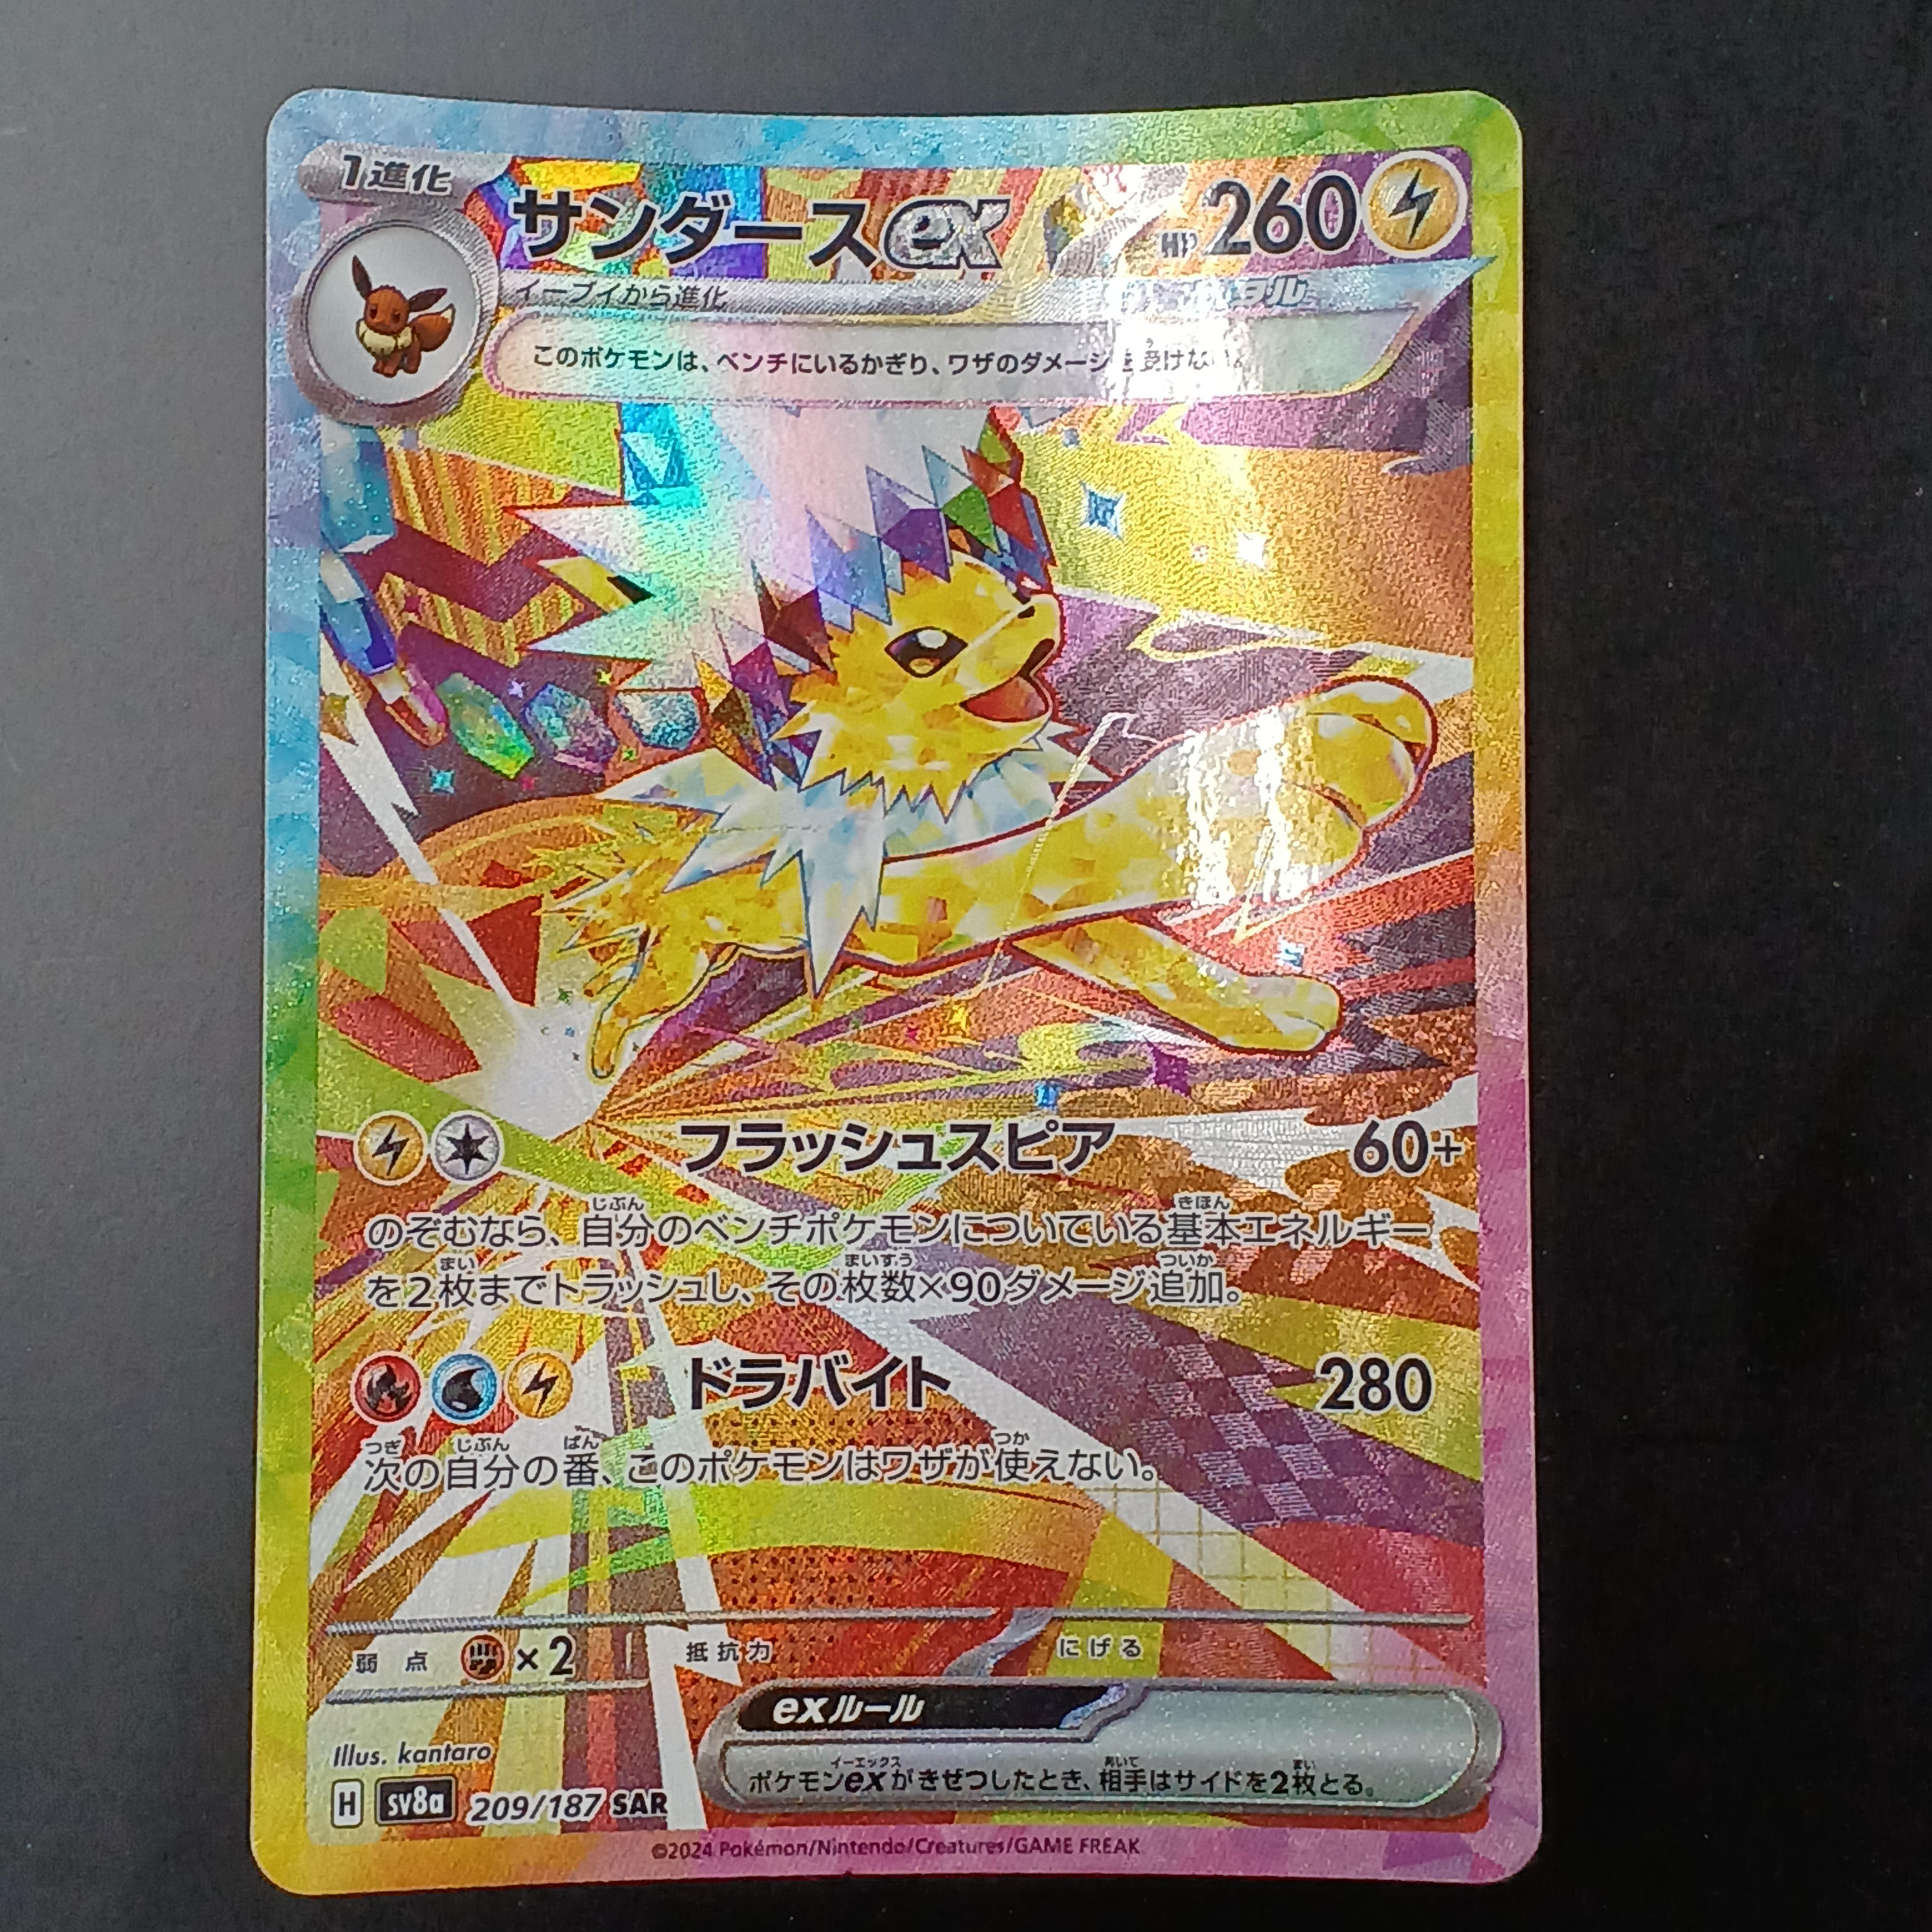 1進化
サンダースex
HP 260
イーブイから進化
タル
このポケモンは、ベンチにいるかぎり、ワザのダメージを受けない。
フラッシュスピア 60+
のぞむなら、自分のベンチポケモンについている基本エネルギー
を2枚までトラッシュし、その枚数×90ダメージ追加。
ドラバイト 280
次の自分の番、このポケモンはワザが使えない。
弱点 ×2 抵抗力 にげる
exルール
ポケモンexがきぜつしたとき、相手はサイドを2枚とる。
Illus. kantaro
H sv8a 209/187 SAR
©2024 Pokémon/Nintendo/Creatures/GAME FREAK